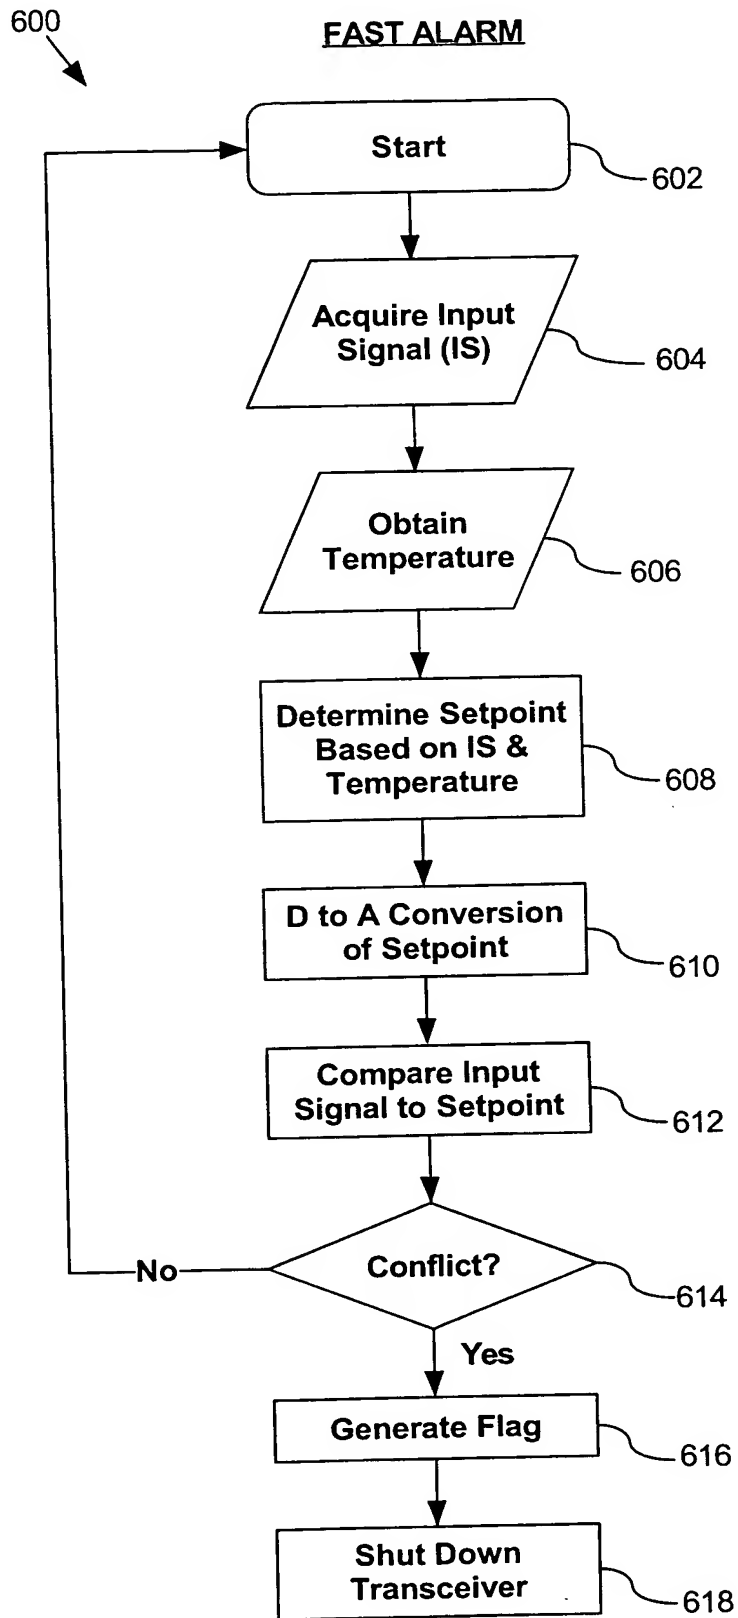 600
FAST ALARM
Start
602
Acquire Input
Signal (IS)
604
Obtain
Temperature
606
Determine Setpoint
Based on IS &
Temperature
608
D to A Conversion
of Setpoint
610
Compare Input
Signal to Setpoint
612
Conflict?
No
614
Yes
Generate Flag
616
Shut Down
Transceiver
618